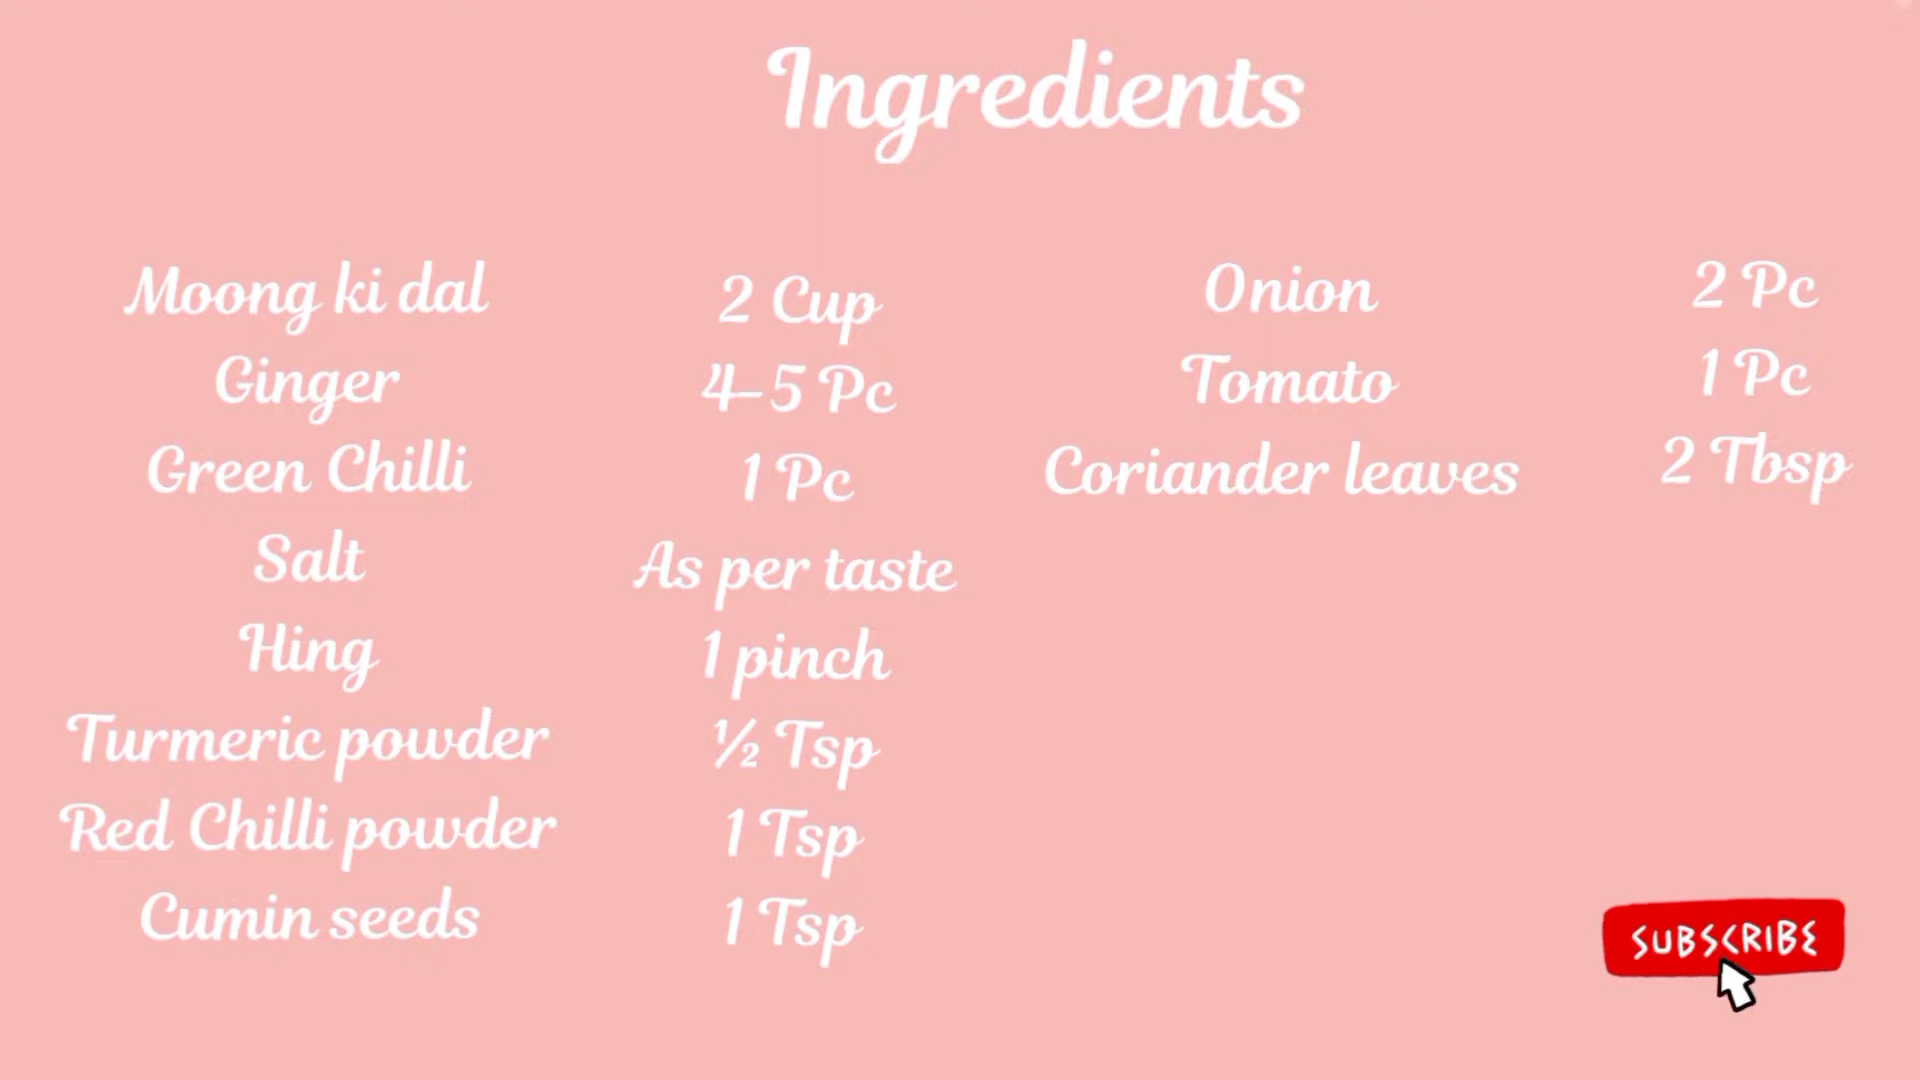 Ingredients
Moong ki dal 2 Cup
Ginger 4-5 Pc
Green Chilli 1 Pc
Salt As per taste
Hing 1 pinch
Turmeric powder ½ Tsp
Red Chilli powder 1 Tsp
Cumin seeds 1 Tsp
Onion 2 Pc
Tomato 1 Pc
Coriander leaves 2 Tbsp
SUBSCRIBE